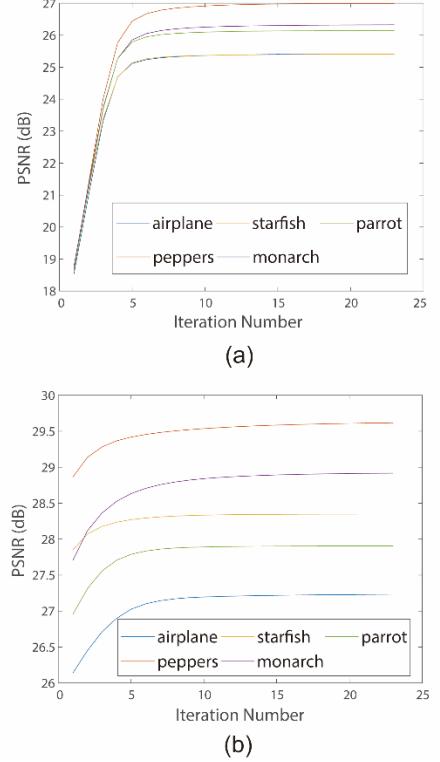 27
26
25
24
23
22
21
20
19
18
PSNR (dB)
airplane starfish parrot
peppers monarch
0 5 10 15 20 25
Iteration Number
(a)
30
29.5
29
28.5
28
27.5
27
26.5
26
PSNR (dB)
airplane starfish parrot
peppers monarch
0 5 10 15 20 25
Iteration Number
(b)